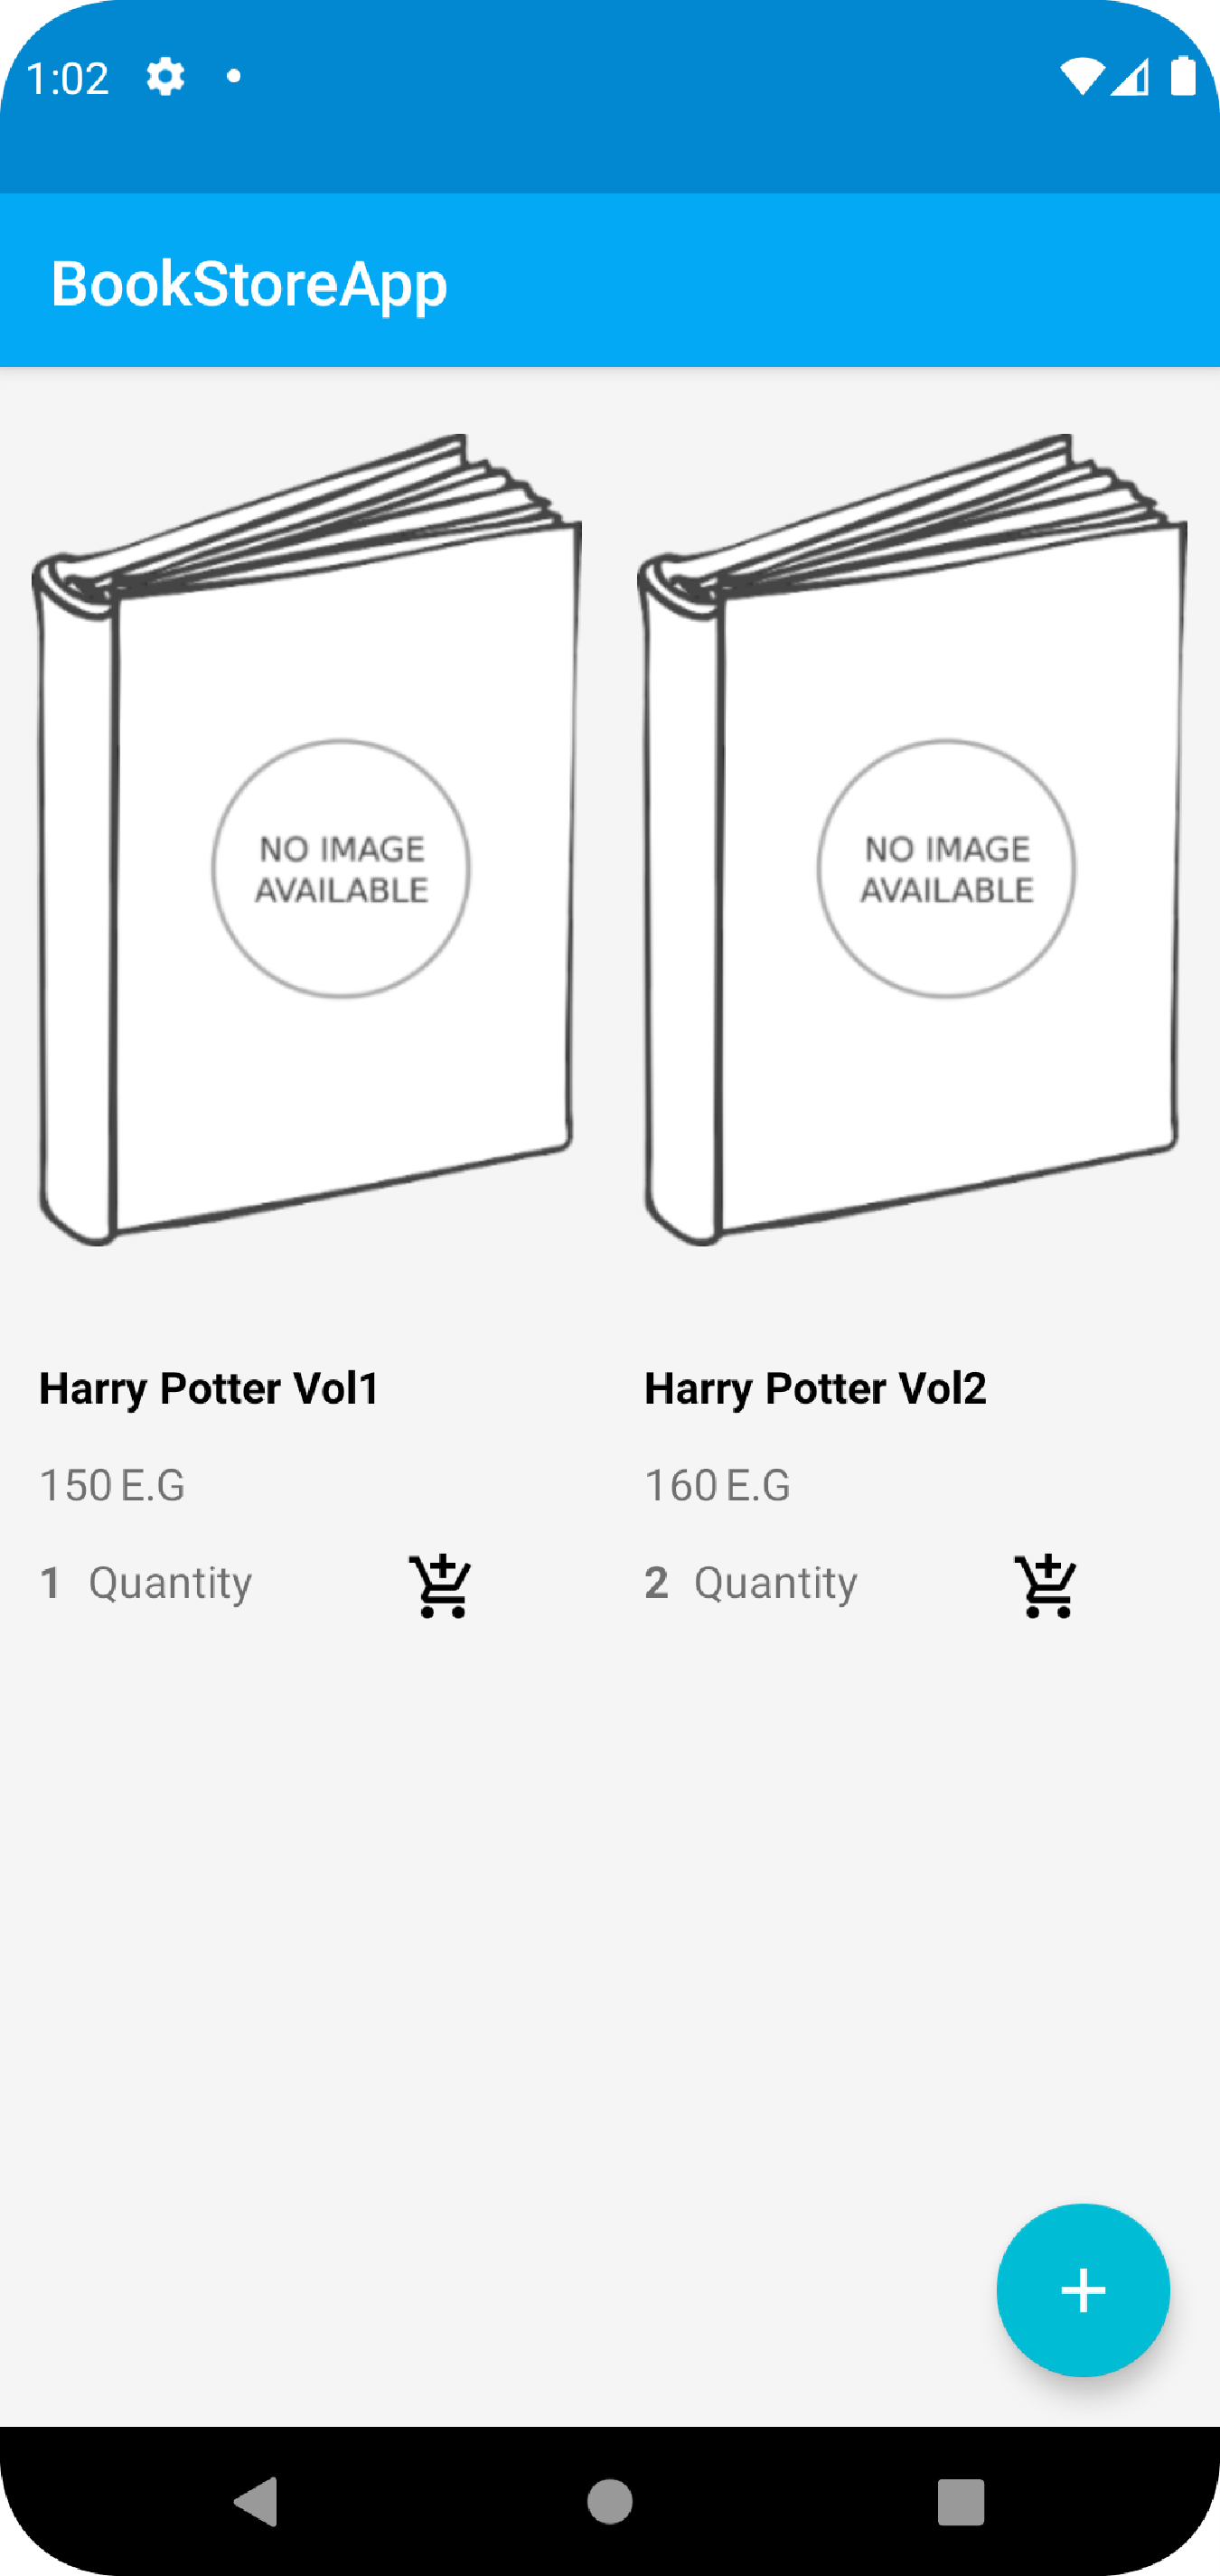 1:02
BookStoreApp
NO IMAGE
AVAILABLE
NO IMAGE
AVAILABLE
Harry Potter Vol1
Harry Potter Vol2
150 E.G
160 E.G
1 Quantity
2 Quantity